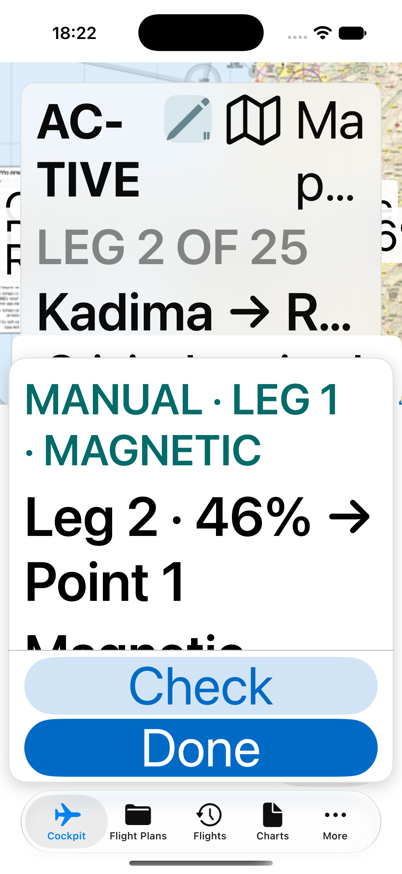 18:22
AC-
TIVE
Ma
p...
LEG 2 OF 25
Kadima → R...
MANUAL · LEG 1
· MAGNETIC
Leg 2 · 46% →
Point 1
Magnetic
Check
Done
Cockpit
Flight Plans
Flights
Charts
More